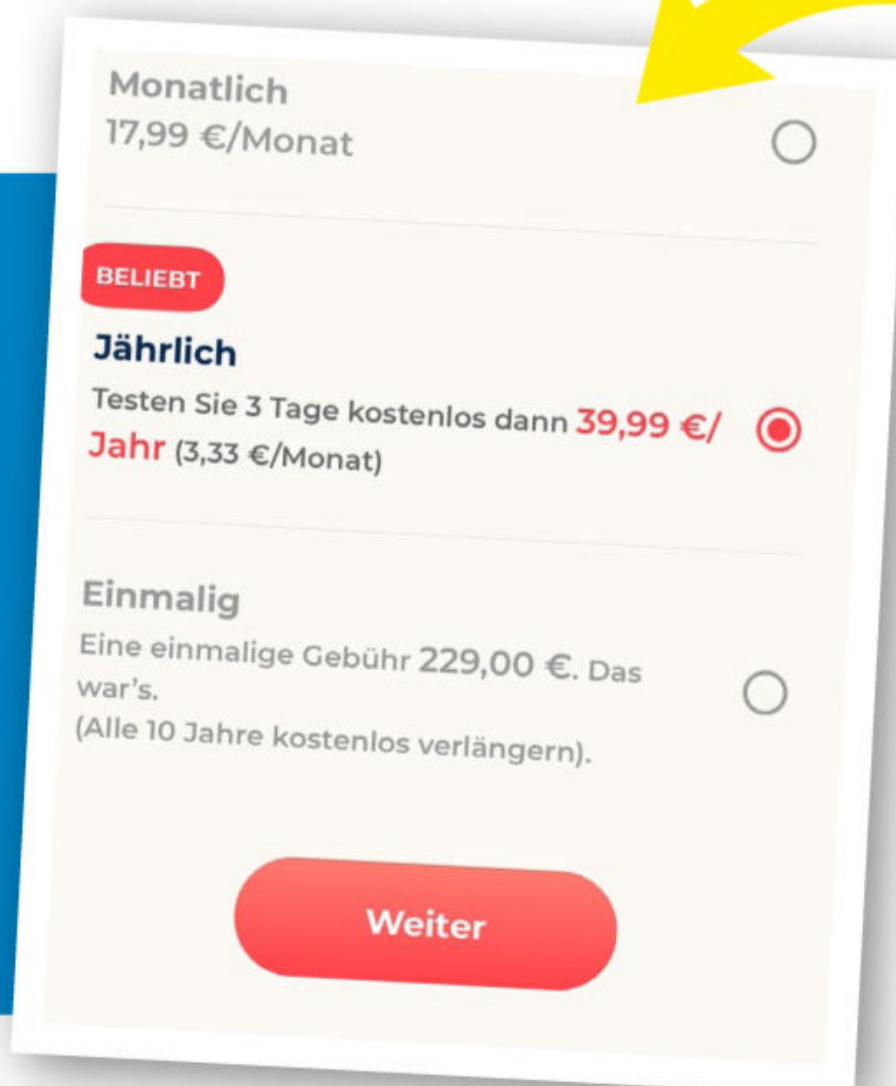 Monatlich
17,99 €/Monat
BELIEBT
Jährlich
Testen Sie 3 Tage kostenlos dann 39,99 €/
Jahr (3,33 €/Monat)
Einmalig
Eine einmalige Gebühr 229,00 €. Das
war's.
(Alle 10 Jahre kostenlos verlängern).
Weiter